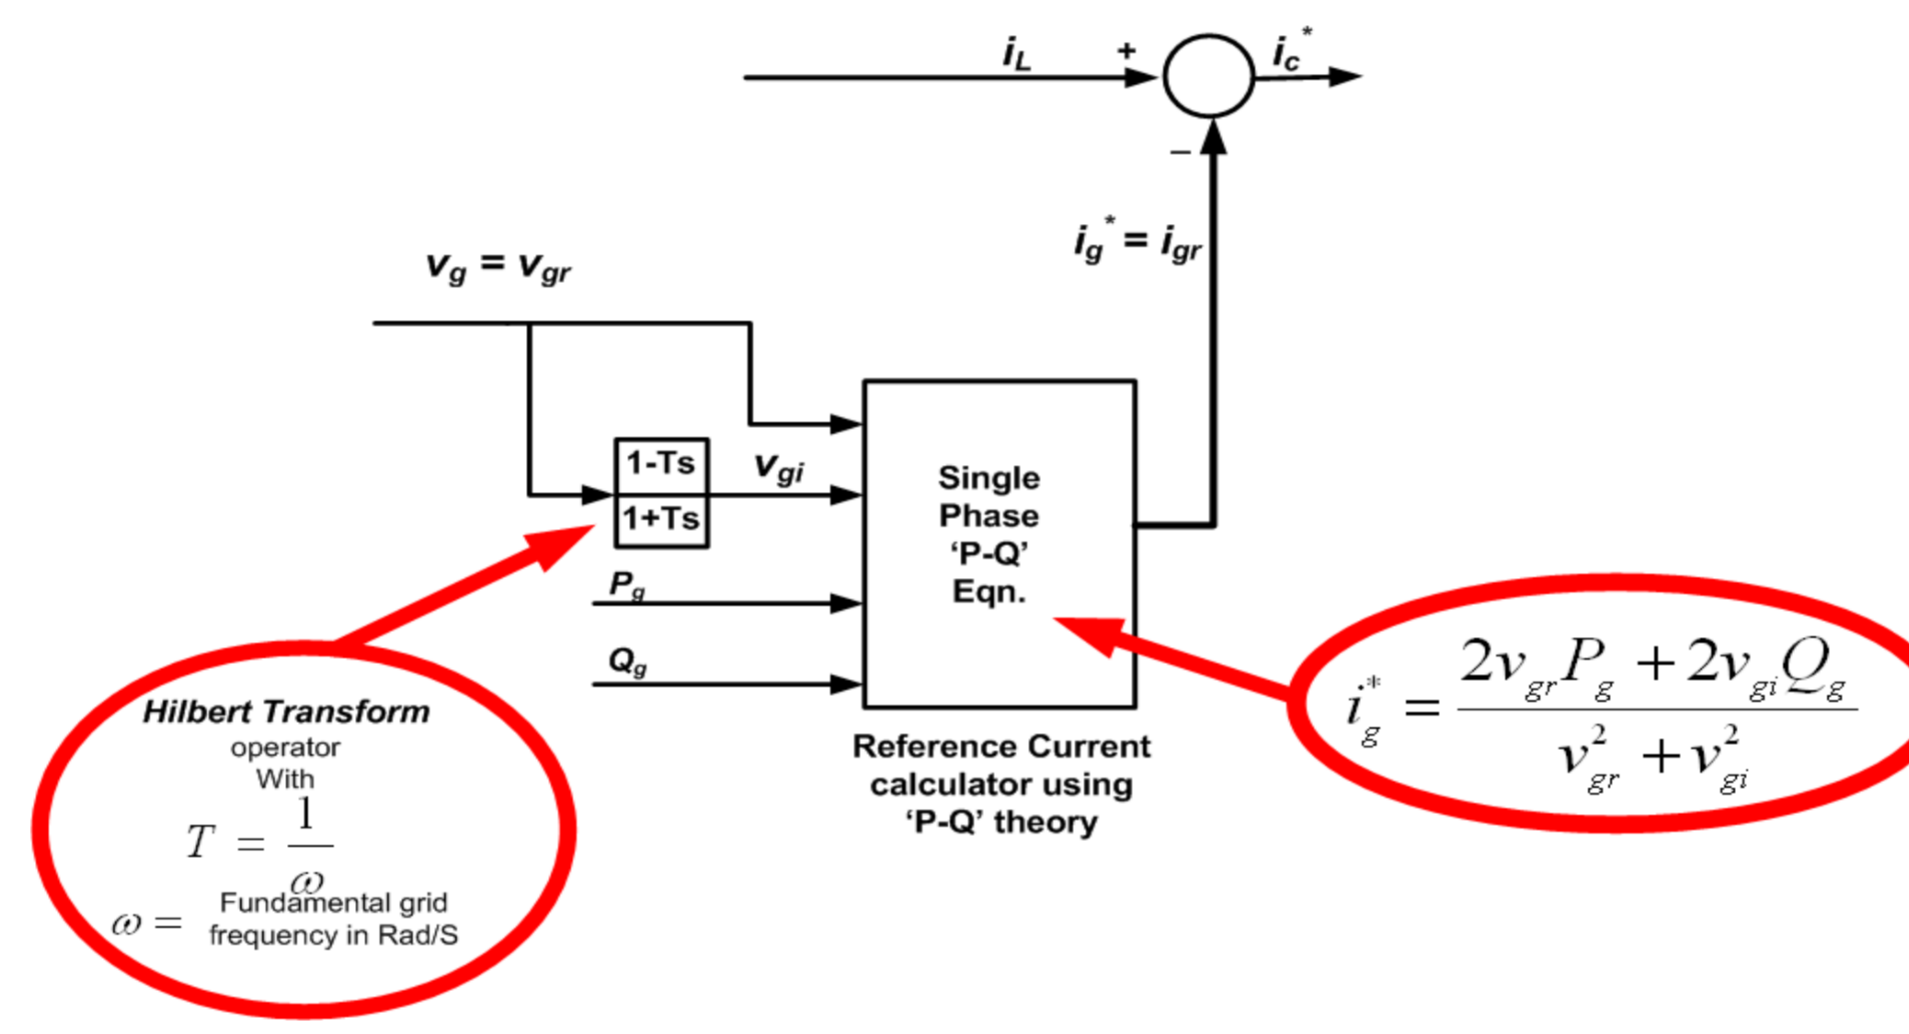 i_L + i_c^*
−
i_g^* = i_gr
v_g = v_gr
1-Ts
1+Ts
v_gi
P_g
Q_g
Single
Phase
‘P-Q’
Eqn.
Reference Current
calculator using
‘P-Q’ theory
Hilbert Transform
operator
With
T = 1/ω
ω = Fundamental grid
frequency in Rad/S
i_g^* = (2v_gr P_g + 2v_gi Q_g) / (v_gr^2 + v_gi^2)